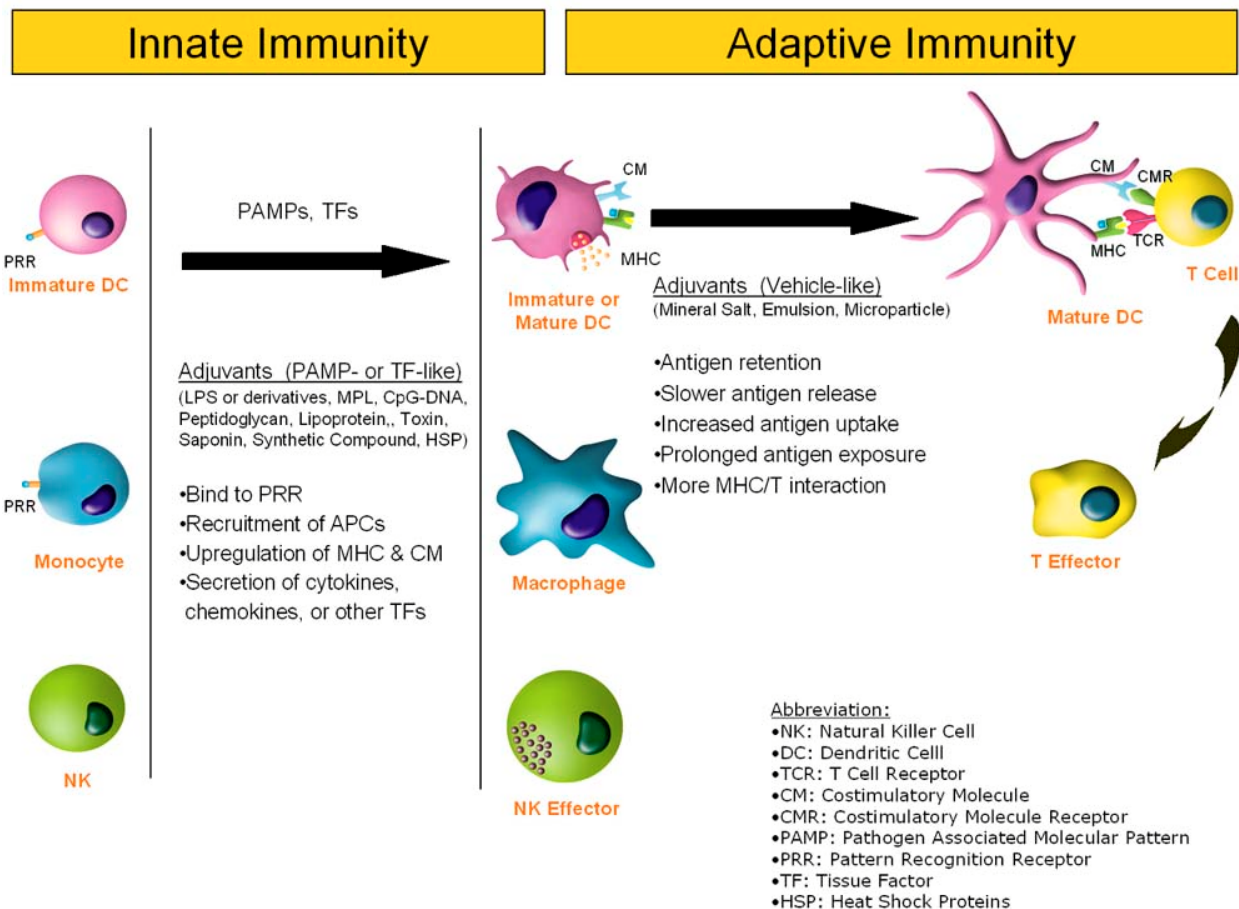 Innate Immunity
Adaptive Immunity
PRR
Immature DC
PAMPs, TFs
CM
MHC
Immature or
Mature DC
CM
CMR
MHC
TCR
T Cell
Mature DC
Adjuvants (PAMP- or TF-like)
(LPS or derivatives, MPL, CpG-DNA,
Peptidoglycan, Lipoprotein,, Toxin,
Saponin, Synthetic Compound, HSP)
•Bind to PRR
•Recruitment of APCs
•Upregulation of MHC & CM
•Secretion of cytokines,
chemokines, or other TFs
Adjuvants (Vehicle-like)
(Mineral Salt, Emulsion, Microparticle)
•Antigen retention
•Slower antigen release
•Increased antigen uptake
•Prolonged antigen exposure
•More MHC/T interaction
PRR
Monocyte
Macrophage
T Effector
NK
NK Effector
Abbreviation:
•NK: Natural Killer Cell
•DC: Dendritic Celll
•TCR: T Cell Receptor
•CM: Costimulatory Molecule
•CMR: Costimulatory Molecule Receptor
•PAMP: Pathogen Associated Molecular Pattern
•PRR: Pattern Recognition Receptor
•TF: Tissue Factor
•HSP: Heat Shock Proteins